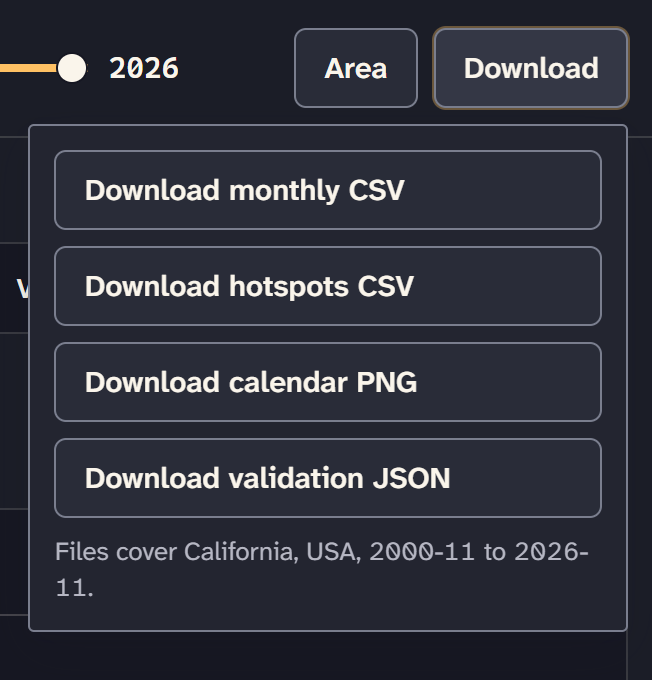 2026
Area
Download
Download monthly CSV
Download hotspots CSV
Download calendar PNG
Download validation JSON
Files cover California, USA, 2000-11 to 2026-
11.